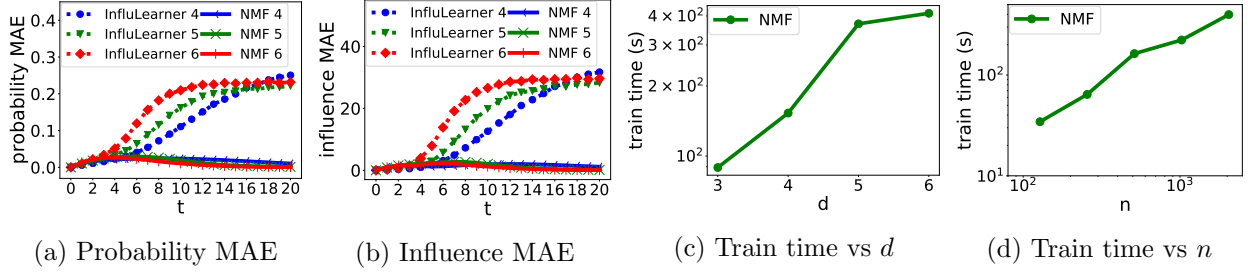 probability MAE
0.4
0.3
0.2
0.1
0.0
InfluLearner 4
InfluLearner 5
InfluLearner 6
NMF 4
NMF 5
NMF 6
0 2 4 6 8 10 12 14 16 18 20
t
(a) Probability MAE
influence MAE
40
20
0
InfluLearner 4
InfluLearner 5
InfluLearner 6
NMF 4
NMF 5
NMF 6
0 2 4 6 8 10 12 14 16 18 20
t
(b) Influence MAE
train time (s)
4 × 10²
3 × 10²
2 × 10²
10²
NMF
3 4 5 6
d
(c) Train time vs d
train time (s)
10²
10¹
NMF
10² 10³
n
(d) Train time vs n